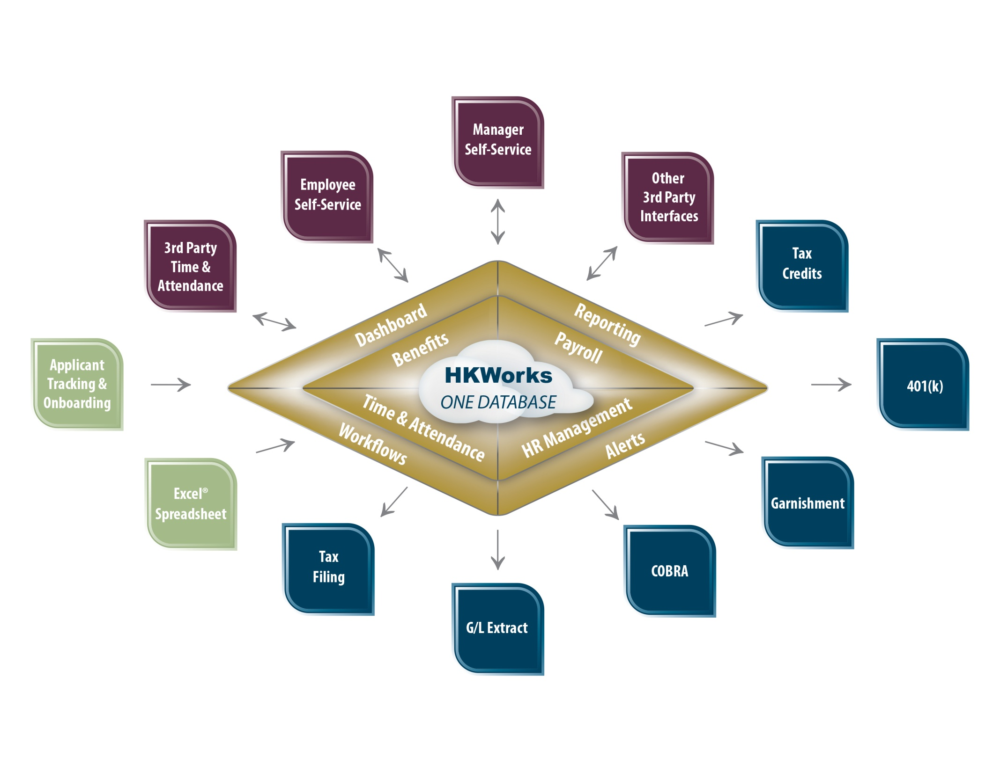 Manager
Self-Service
Employee
Self-Service
Other
3rd Party
Interfaces
3rd Party
Time &
Attendance
Tax
Credits
Applicant
Tracking &
Onboarding
Dashboard
Reporting
Benefits
Payroll
HKWorks
ONE DATABASE
Time & Attendance
HR Management
Workflows
Alerts
401(k)
Excel®
Spreadsheet
Garnishment
Tax
Filing
COBRA
G/L Extract